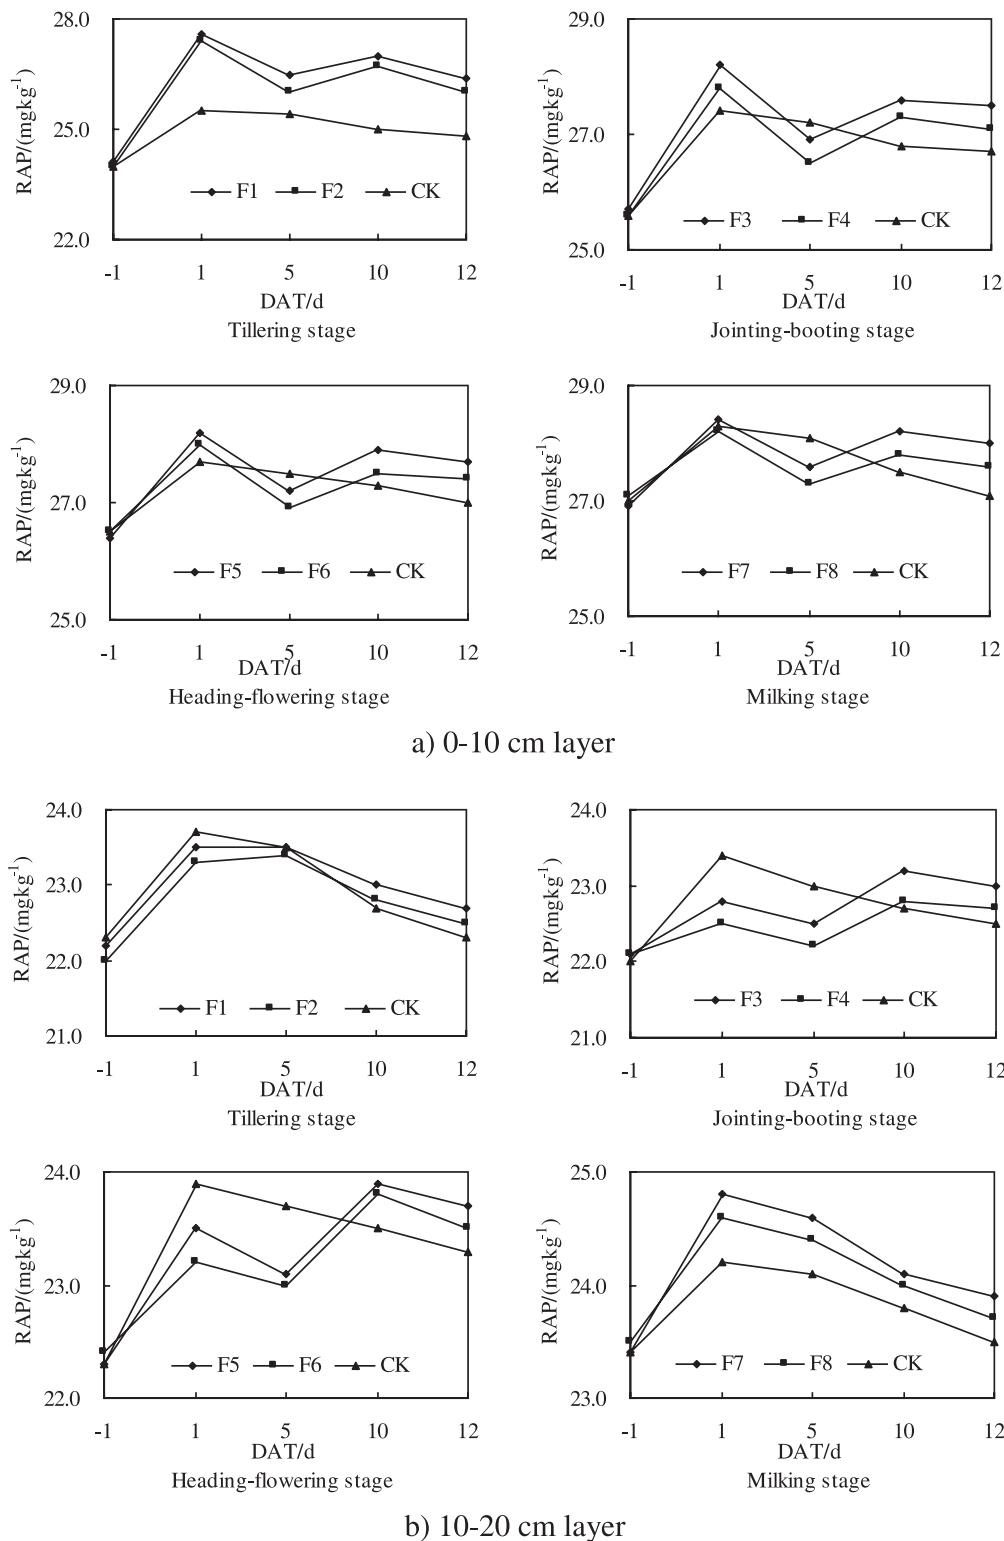 28.0
25.0
22.0
RAP/(mgkg⁻¹)
F1 F2 CK
-1 1 5 10 12
DAT/d
Tillering stage
29.0
27.0
25.0
RAP/(mgkg⁻¹)
F3 F4 CK
-1 1 5 10 12
DAT/d
Jointing-booting stage
29.0
27.0
25.0
RAP/(mgkg⁻¹)
F5 F6 CK
-1 1 5 10 12
DAT/d
Heading-flowering stage
29.0
27.0
25.0
RAP/(mgkg⁻¹)
F7 F8 CK
-1 1 5 10 12
DAT/d
Milking stage
a) 0-10 cm layer
24.0
23.0
22.0
21.0
RAP/(mgkg⁻¹)
F1 F2 CK
-1 1 5 10 12
DAT/d
Tillering stage
24.0
23.0
22.0
21.0
RAP/(mgkg⁻¹)
F3 F4 CK
-1 1 5 10 12
DAT/d
Jointing-booting stage
24.0
23.0
22.0
RAP/(mgkg⁻¹)
F5 F6 CK
-1 1 5 10 12
DAT/d
Heading-flowering stage
25.0
24.0
23.0
RAP/(mgkg⁻¹)
F7 F8 CK
-1 1 5 10 12
DAT/d
Milking stage
b) 10-20 cm layer